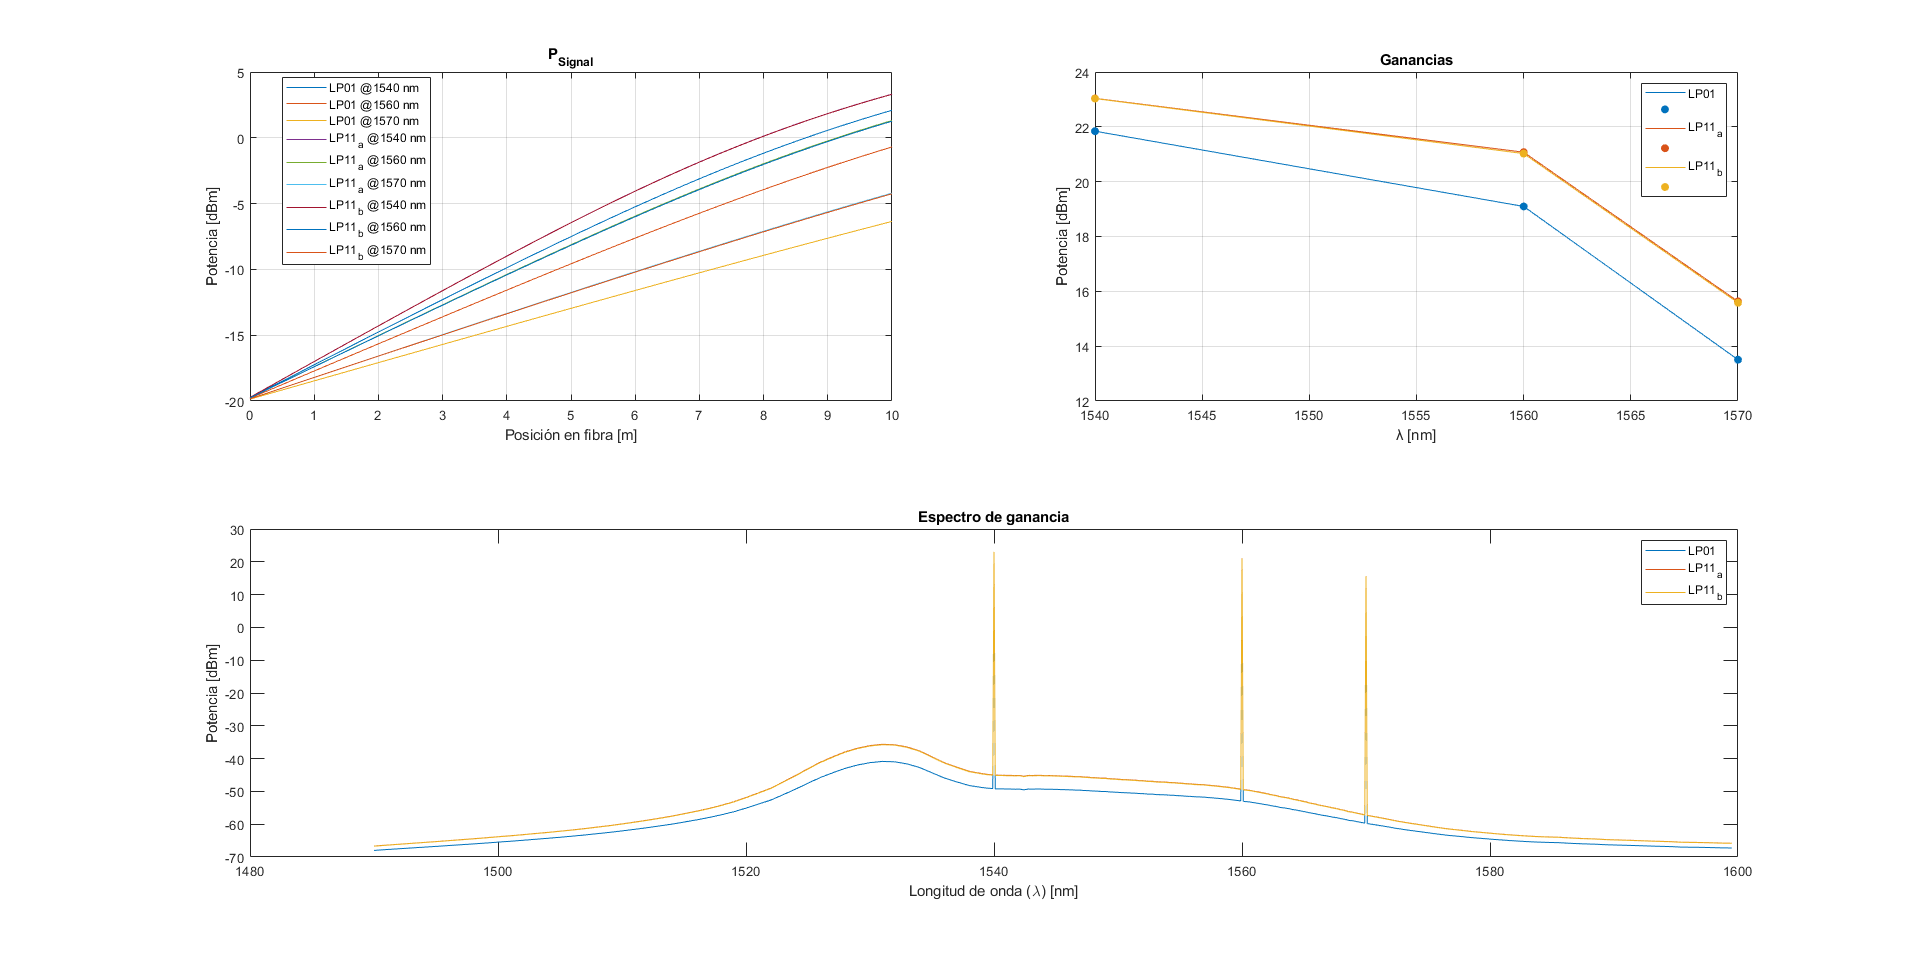 P_Signal
5
0
-5
-10
-15
-20
Potencia [dBm]
LP01 @1540 nm
LP01 @1560 nm
LP01 @1570 nm
LP11_a @1540 nm
LP11_a @1560 nm
LP11_a @1570 nm
LP11_b @1540 nm
LP11_b @1560 nm
LP11_b @1570 nm
0 1 2 3 4 5 6 7 8 9 10
Posición en fibra [m]
Ganancias
24
22
20
18
16
14
12
Potencia [dBm]
LP01
LP11_a
LP11_b
1540 1545 1550 1555 1560 1565 1570
λ [nm]
Espectro de ganancia
30
20
10
0
-10
-20
-30
-40
-50
-60
-70
Potencia [dBm]
LP01
LP11_a
LP11_b
1480 1500 1520 1540 1560 1580 1600
Longitud de onda (λ) [nm]